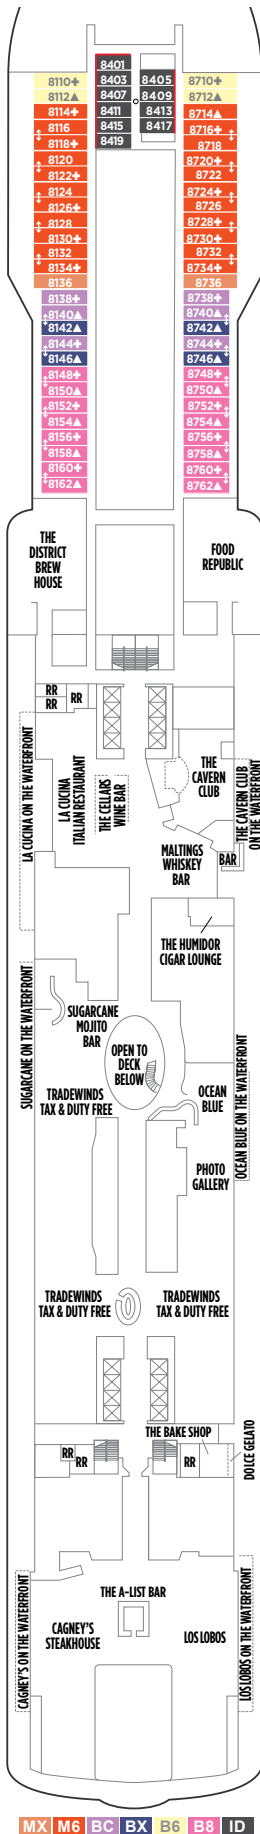 8401
8110✚ 8403 8405 8710✚
8112▲ 8407 8409 8712▲
8114✚ 8411 8413 8714▲
8116 8415 8417 8716✚
8118✚ 8419 8718
8120 8720✚
8122✚ 8722
8124 8724✚
8126✚ 8726
8128 8728✚
8130✚ 8730✚
8132 8732
8134✚ 8734✚
8136 8736
8138✚ 8738✚
8140▲ 8740▲
8142▲ 8742▲
8144✚ 8744✚
8146▲ 8746▲
8148✚ 8748✚
8150▲ 8750▲
8152✚ 8752✚
8154▲ 8754▲
8156✚ 8756✚
8158▲ 8758▲
8160✚ 8760✚
8162▲ 8762▲
THE
DISTRICT
BREW
HOUSE
FOOD
REPUBLIC
RR
RR
RR
LA CUCINA ON THE WATERFRONT
LA CUCINA
ITALIAN RESTAURANT
THE CELLARS
WINE BAR
THE
CAVERN
CLUB
THE CAVERN CLUB
ON THE WATERFRONT
MALTINGS
WHISKEY
BAR
BAR
THE HUMIDOR
CIGAR LOUNGE
SUGARCANE ON THE WATERFRONT
SUGARCANE
MOJITO
BAR
OPEN TO
DECK
BELOW
TRADEWINDS
TAX & DUTY FREE
OCEAN
BLUE
OCEAN BLUE ON THE WATERFRONT
PHOTO
GALLERY
TRADEWINDS
TAX & DUTY FREE
TRADEWINDS
TAX & DUTY FREE
THE BAKE SHOP
DOLCE GELATO
RR
RR
RR
THE A-LIST BAR
CAGNEY'S ON THE WATERFRONT
CAGNEY'S
STEAKHOUSE
LOS LOBOS
LOS LOBOS ON THE WATERFRONT
MX M6 BC BX B6 B8 ID